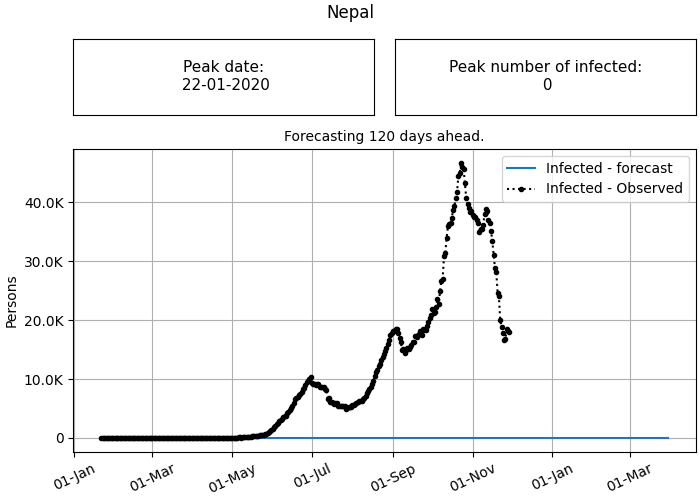 Nepal
Peak date:
22-01-2020
Peak number of infected:
0
Forecasting 120 days ahead.
Infected - forecast
Infected - Observed
40.0K
30.0K
20.0K
10.0K
0
Persons
01-Jan
01-Mar
01-May
01-Jul
01-Sep
01-Nov
01-Jan
01-Mar